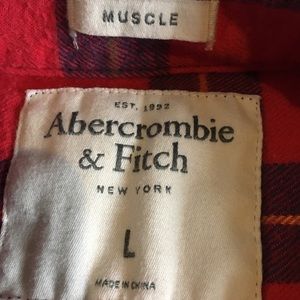 MUSCLE
EST. 1892
Abercrombie
& Fitch
NEW YORK
L
MADE IN CHINA